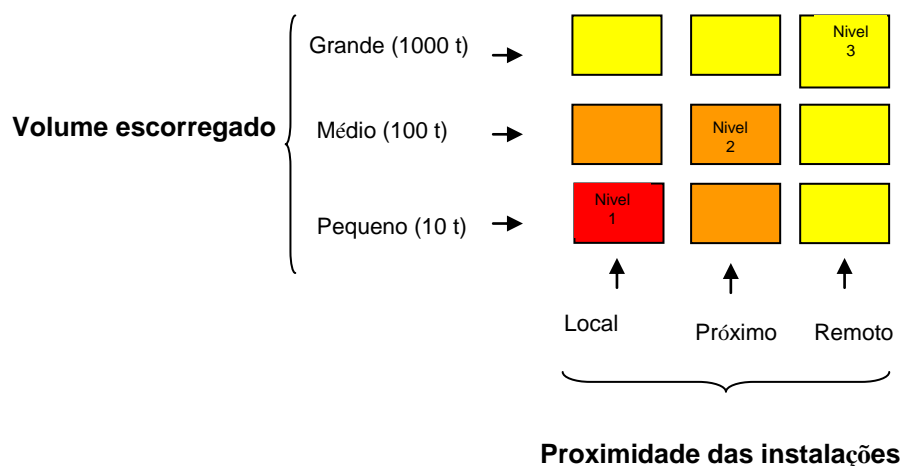 Grande (1000 t)
Nivel
3
Volume escorregado
Médio (100 t)
Nivel
2
Pequeno (10 t)
Nivel
1
Local
Próximo
Remoto
Proximidade das instalações